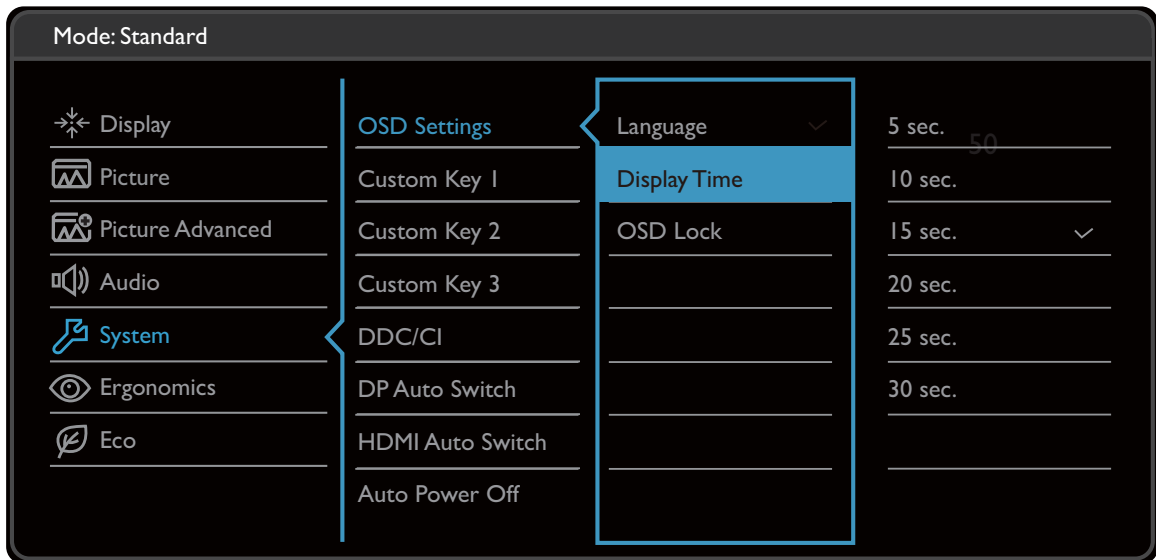 Mode: Standard
Display
Picture
Picture Advanced
Audio
System
Ergonomics
Eco
OSD Settings
Custom Key 1
Custom Key 2
Custom Key 3
DDC/CI
DP Auto Switch
HDMI Auto Switch
Auto Power Off
Language
Display Time
OSD Lock
5 sec.
50
10 sec.
15 sec.
20 sec.
25 sec.
30 sec.